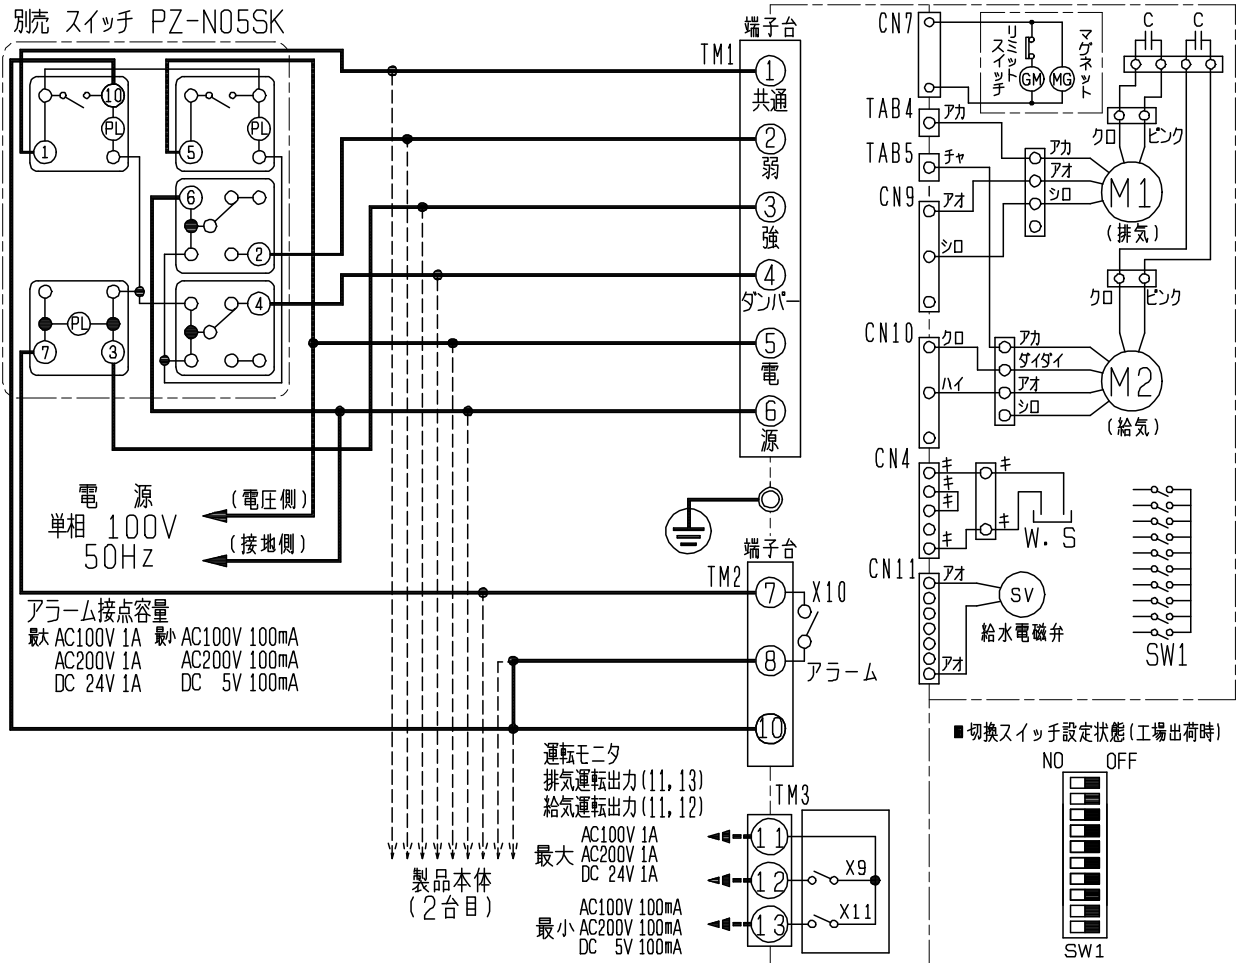 別売 スイッチ PZ-N05SK
端子台
TM1
CN7
リミットスイッチ
マグネット
GM
MG
C
C
10
PL
1
PL
5
6
2
4
PL
7
3
1
共通
2
弱
3
強
4
ダンパー
5
電
6
源
TAB4
アカ
TAB5
チャ
CN9
アオ
シロ
アカ
アオ
シロ
クロ
ピンク
M1
(排気)
クロ
ピンク
CN10
クロ
ハイ
アカ
ダイダイ
アオ
シロ
M2
(給気)
CN4
キ
キ
キ
キ
キ
キ
W.S
CN11
アオ
アオ
SV
給水電磁弁
SW1
電 源
単相 100V
50Hz
(電圧側)
(接地側)
アラーム接点容量
最大 AC100V 1A 最小 AC100V 100mA
AC200V 1A AC200V 100mA
DC 24V 1A DC 5V 100mA
端子台
TM2
7
8
10
X10
アラーム
運転モニタ
排気運転出力(11,13)
給気運転出力(11,12)
AC100V 1A
最大 AC200V 1A
DC 24V 1A
AC100V 100mA
最小 AC200V 100mA
DC 5V 100mA
製品本体
(2台目)
TM3
11
12
13
X9
X11
■切換スイッチ設定状態(工場出荷時)
NO OFF
SW1